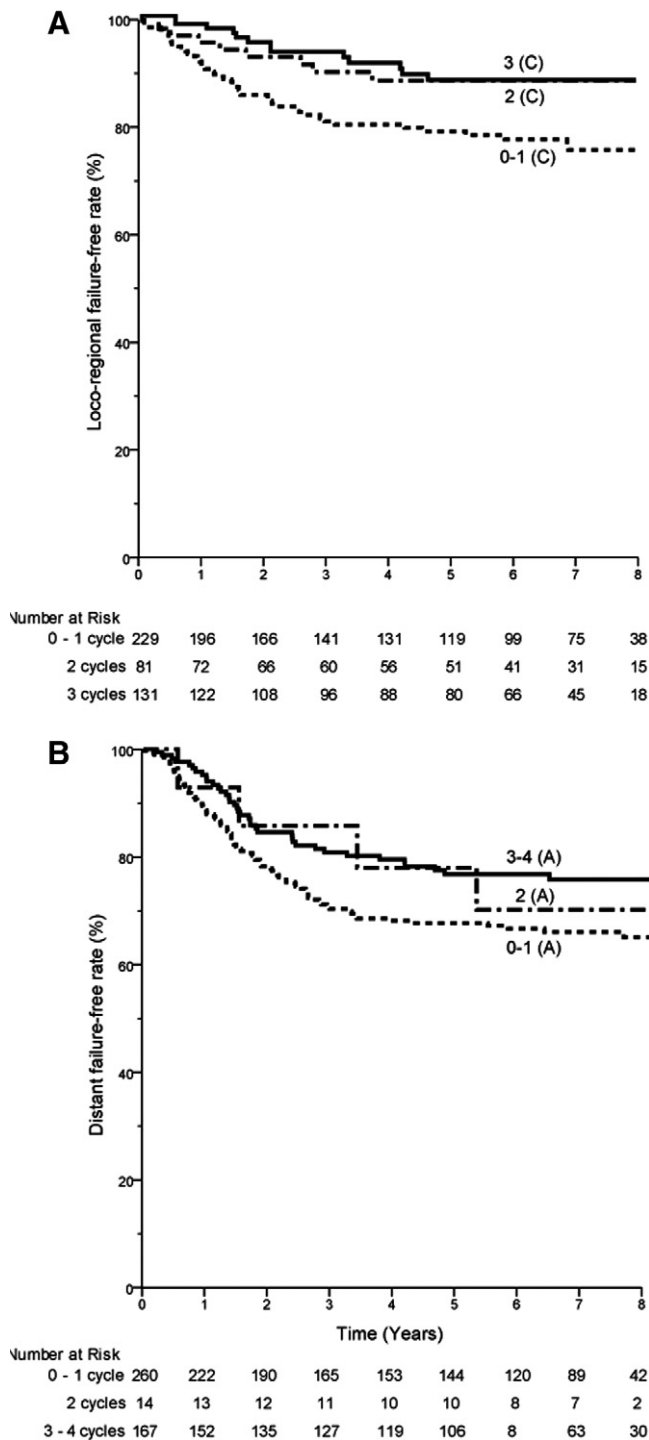 A
100
80
60
40
20
0
Loco-regional failure-free rate (%)
3 (C)
2 (C)
0-1 (C)
0 1 2 3 4 5 6 7 8
Number at Risk
0 - 1 cycle 229 196 166 141 131 119 99 75 38
2 cycles 81 72 66 60 56 51 41 31 15
3 cycles 131 122 108 96 88 80 66 45 18
B
100
80
60
40
20
0
Distant failure-free rate (%)
3-4 (A)
2 (A)
0-1 (A)
0 1 2 3 4 5 6 7 8
Time (Years)
Number at Risk
0 - 1 cycle 260 222 190 165 153 144 120 89 42
2 cycles 14 13 12 11 10 10 8 7 2
3 - 4 cycles 167 152 135 127 119 106 8 63 30